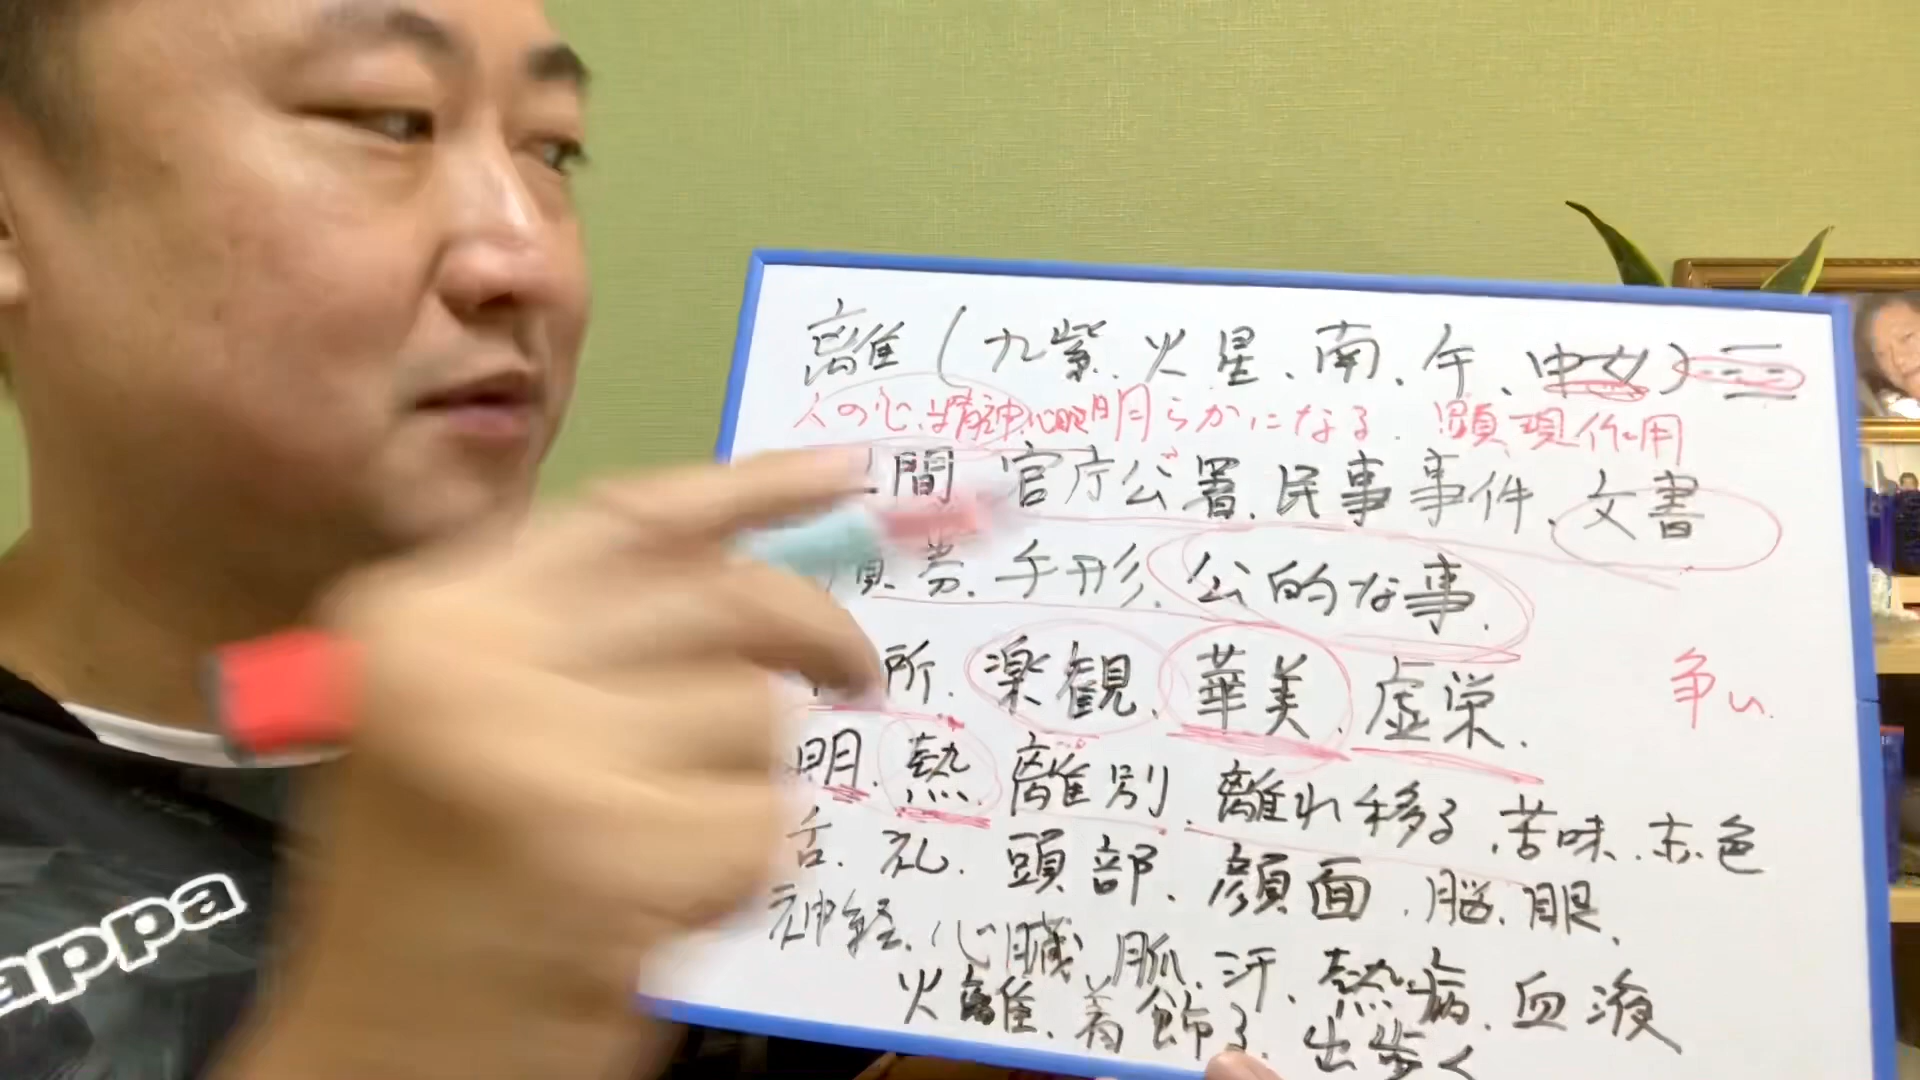 離(九紫.火星、南、午、中女)☲
人の心.精神.心眼明らかになる. 顕現作用
間 官庁公署.民事事件、文書
券.手形、公的な事.
所.楽観、華美.虚栄.
争い.
明.熱 離別、離れ移る.苦味.赤色
舌.礼.頭部、顔面.脳.眼.
神経.心臓、脈.汗.熱病.血液
火難.着飾る.出歩く
appa